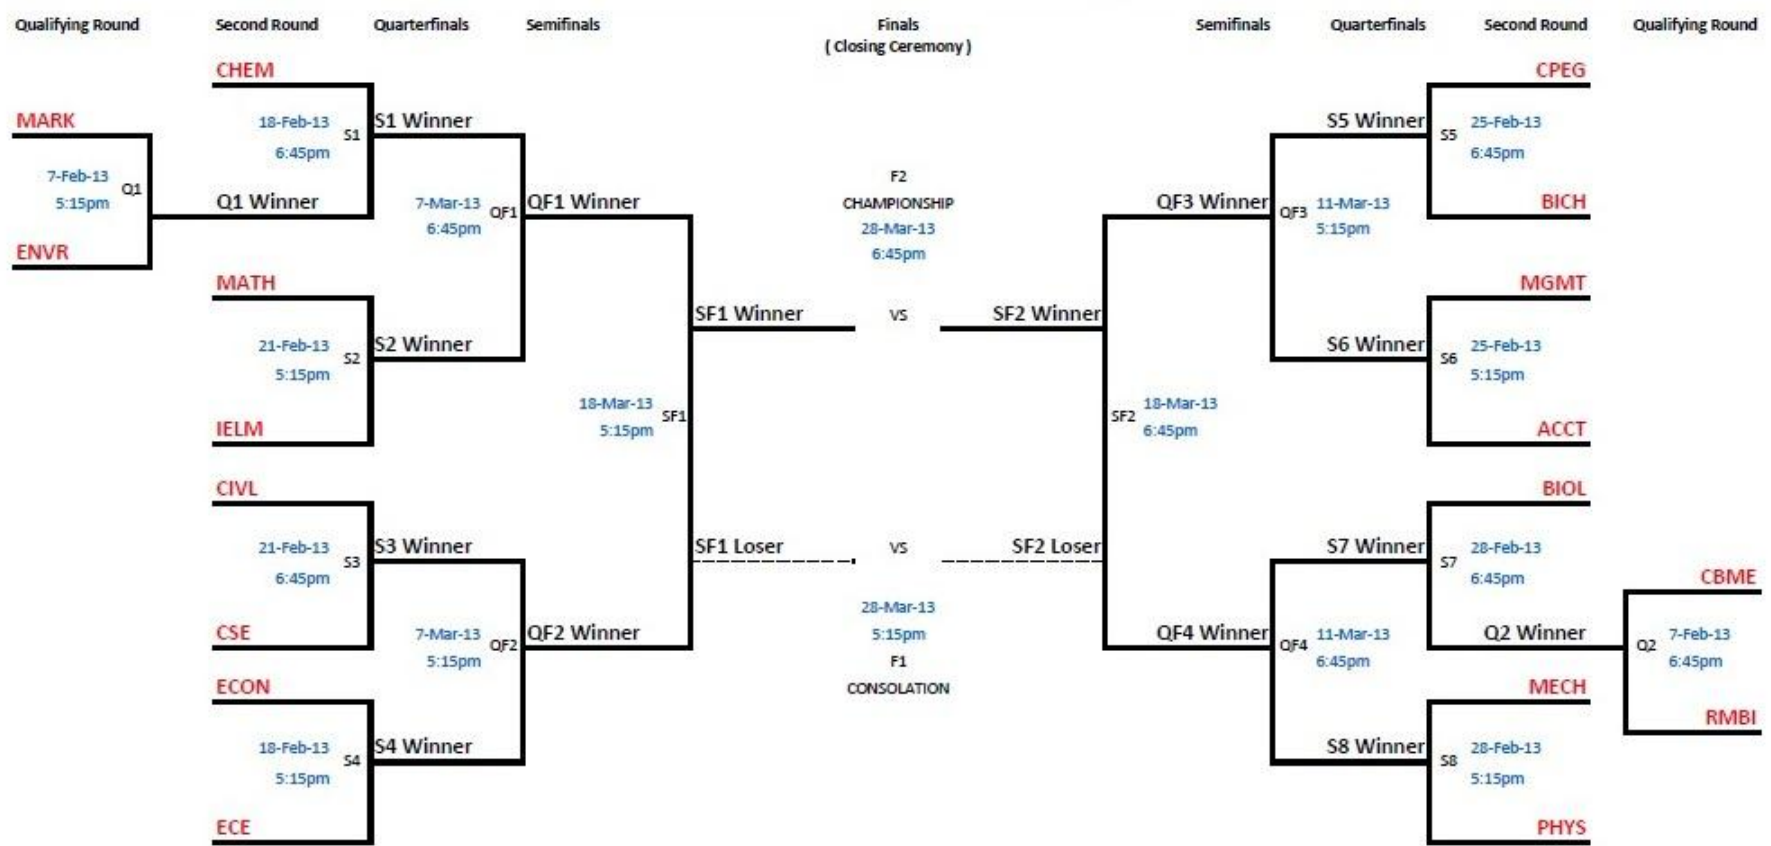 Qualifying Round
Second Round
Quarterfinals
Semifinals
Finals
( Closing Ceremony )
Semifinals
Quarterfinals
Second Round
Qualifying Round
MARK
7-Feb-13
5:15pm
Q1
ENVR
CHEM
18-Feb-13
6:45pm
S1
Q1 Winner
MATH
21-Feb-13
5:15pm
S2
IELM
CIVL
21-Feb-13
6:45pm
S3
CSE
ECON
18-Feb-13
5:15pm
S4
ECE
S1 Winner
7-Mar-13
6:45pm
QF1
S2 Winner
S3 Winner
7-Mar-13
5:15pm
QF2
S4 Winner
QF1 Winner
18-Mar-13
5:15pm
SF1
QF2 Winner
F2
CHAMPIONSHIP
28-Mar-13
6:45pm
SF1 Winner
VS
SF2 Winner
SF1 Loser
VS
SF2 Loser
28-Mar-13
5:15pm
F1
CONSOLATION
QF3 Winner
SF2
18-Mar-13
6:45pm
QF4 Winner
S5 Winner
QF3
11-Mar-13
5:15pm
S6 Winner
S7 Winner
QF4
11-Mar-13
6:45pm
S8 Winner
CPEG
S5
25-Feb-13
6:45pm
BICH
MGMT
S6
25-Feb-13
5:15pm
ACCT
BIOL
S7
28-Feb-13
6:45pm
Q2 Winner
MECH
S8
28-Feb-13
5:15pm
PHYS
CBME
Q2
7-Feb-13
6:45pm
RMBI